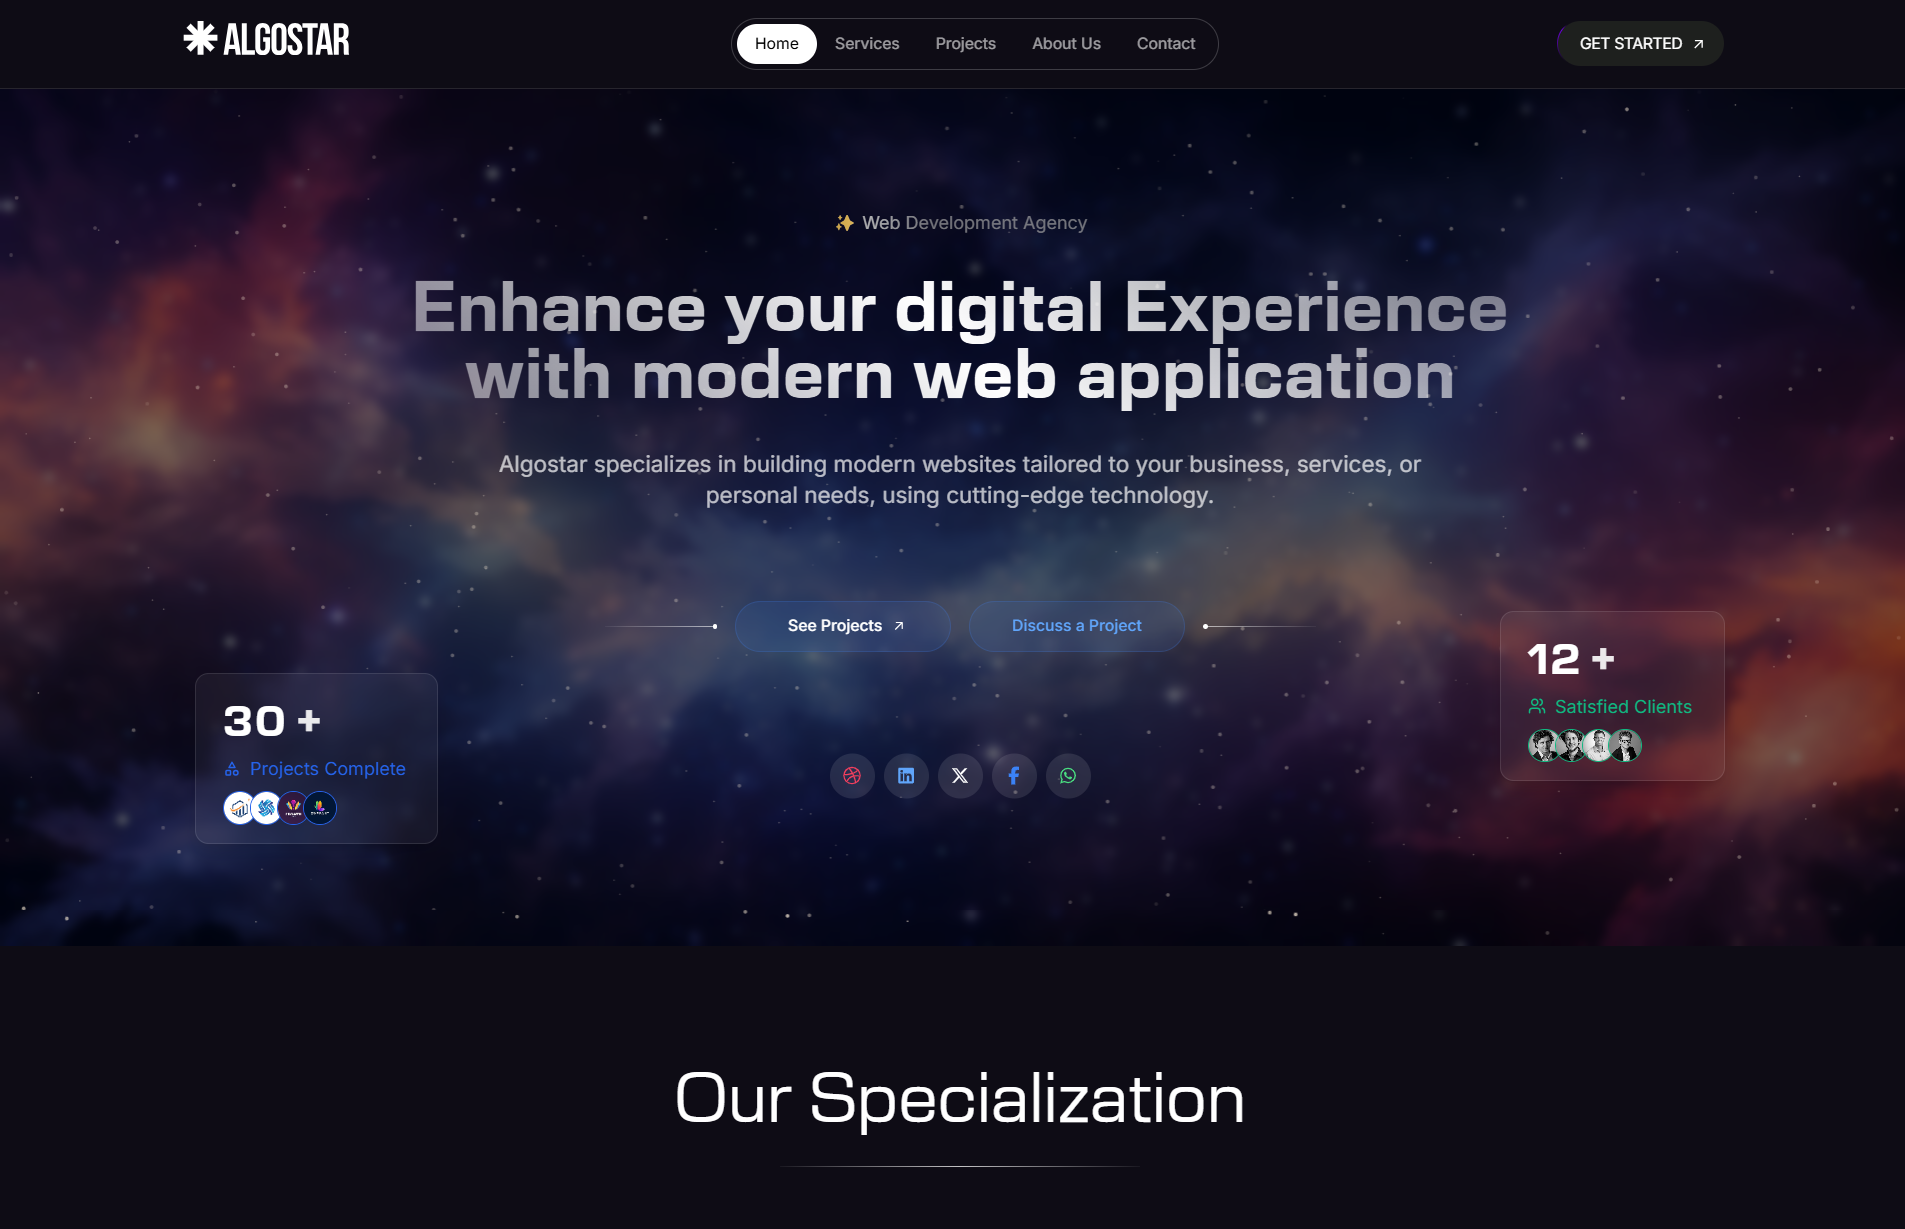 ALGOSTAR
Home
Services
Projects
About Us
Contact
GET STARTED
✨ Web Development Agency
Enhance your digital Experience
with modern web application
Algostar specializes in building modern websites tailored to your business, services, or
personal needs, using cutting-edge technology.
See Projects
Discuss a Project
12 +
Satisfied Clients
30 +
Projects Complete
Our Specialization